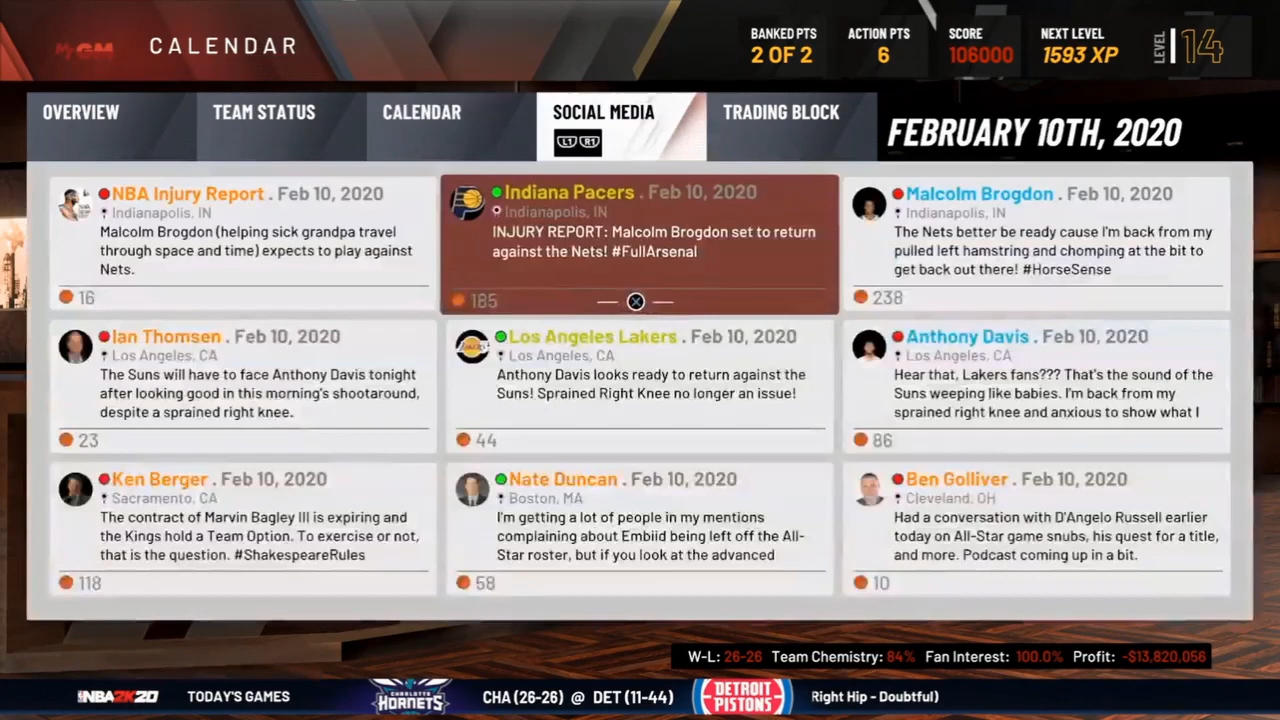 MyGM
CALENDAR
BANKED PTS
2 OF 2
ACTION PTS
6
SCORE
106000
NEXT LEVEL
1593 XP
LEVEL
14
OVERVIEW
TEAM STATUS
CALENDAR
SOCIAL MEDIA
L1 R1
TRADING BLOCK
FEBRUARY 10TH, 2020
NBA Injury Report . Feb 10, 2020
Indianapolis, IN
Malcolm Brogdon (helping sick grandpa travel
through space and time) expects to play against
Nets.
16
Indiana Pacers . Feb 10, 2020
Indianapolis, IN
INJURY REPORT: Malcolm Brogdon set to return
against the Nets! #FullArsenal
185
Malcolm Brogdon . Feb 10, 2020
Indianapolis, IN
The Nets better be ready cause I'm back from my
pulled left hamstring and chomping at the bit to
get back out there! #HorseSense
238
Ian Thomsen . Feb 10, 2020
Los Angeles, CA
The Suns will have to face Anthony Davis tonight
after looking good in this morning's shootaround,
despite a sprained right knee.
23
Los Angeles Lakers . Feb 10, 2020
Los Angeles, CA
Anthony Davis looks ready to return against the
Suns! Sprained Right Knee no longer an issue!
44
Anthony Davis . Feb 10, 2020
Los Angeles, CA
Hear that, Lakers fans??? That's the sound of the
Suns weeping like babies. I'm back from my
sprained right knee and anxious to show what I
86
Ken Berger . Feb 10, 2020
Sacramento, CA
The contract of Marvin Bagley III is expiring and
the Kings hold a Team Option. To exercise or not,
that is the question. #ShakespeareRules
118
Nate Duncan . Feb 10, 2020
Boston, MA
I'm getting a lot of people in my mentions
complaining about Embiid being left off the All-
Star roster, but if you look at the advanced
58
Ben Golliver . Feb 10, 2020
Cleveland, OH
Had a conversation with D'Angelo Russell earlier
today on All-Star game snubs, his quest for a title,
and more. Podcast coming up in a bit.
10
W-L: 26-26 Team Chemistry: 84% Fan Interest: 100.0% Profit: -$13,820,056
NBA2K20
TODAY'S GAMES
CHARLOTTE
HORNETS
CHA (26-26) @ DET (11-44)
DETROIT
PISTONS
Right Hip - Doubtful)